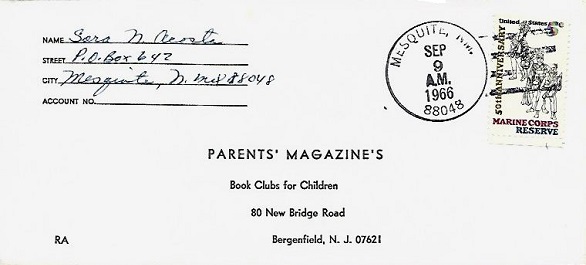 NAME Sara N Acosta
STREET P.O. Box 642
CITY Mesquite, N. Mex 88048
ACCOUNT NO.
MESQUITE, N.M.
SEP
9
A.M.
1966
88048
United States
50TH ANNIVERSARY
MARINE CORPS
RESERVE
PARENTS' MAGAZINE'S
Book Clubs for Children
80 New Bridge Road
RA Bergenfield, N. J. 07621